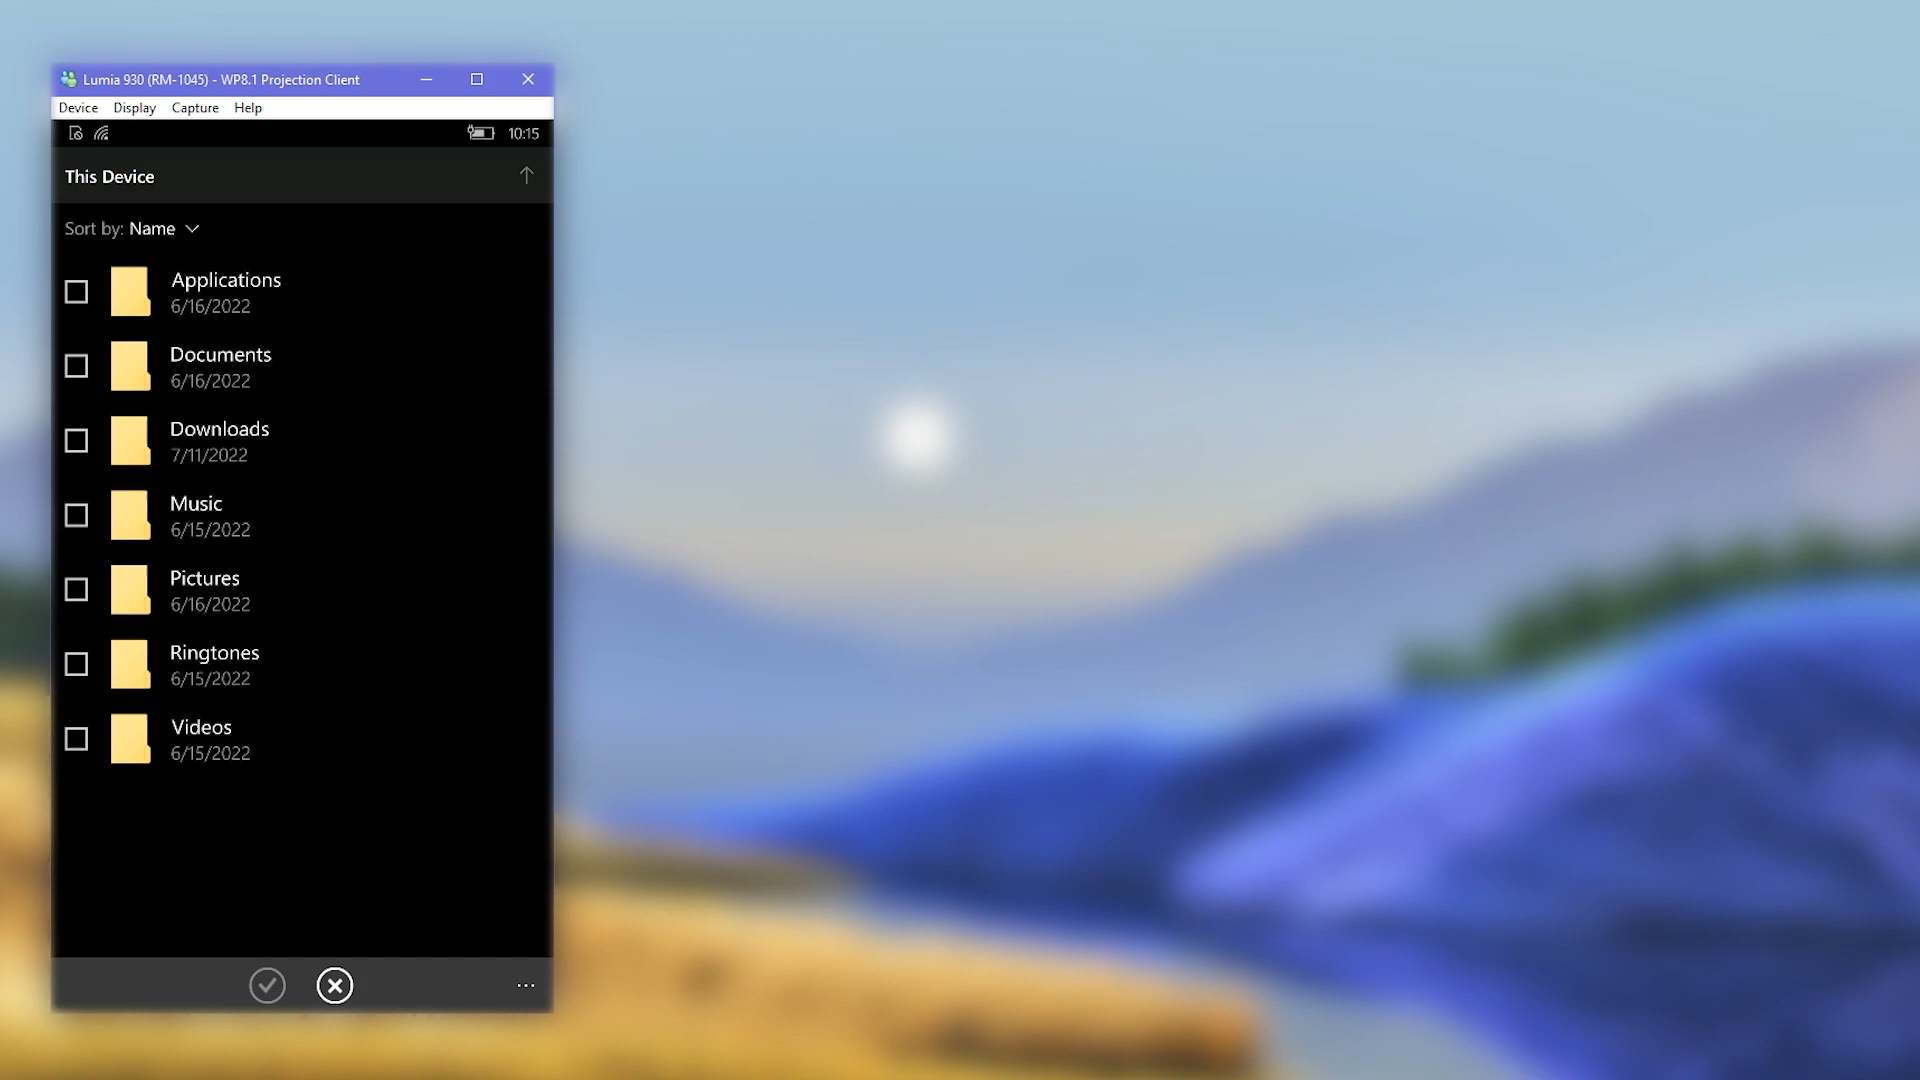 Lumia 930 (RM-1045) - WP8.1 Projection Client
Device Display Capture Help
10:15
This Device
Sort by: Name
Applications
6/16/2022
Documents
6/16/2022
Downloads
7/11/2022
Music
6/15/2022
Pictures
6/16/2022
Ringtones
6/15/2022
Videos
6/15/2022